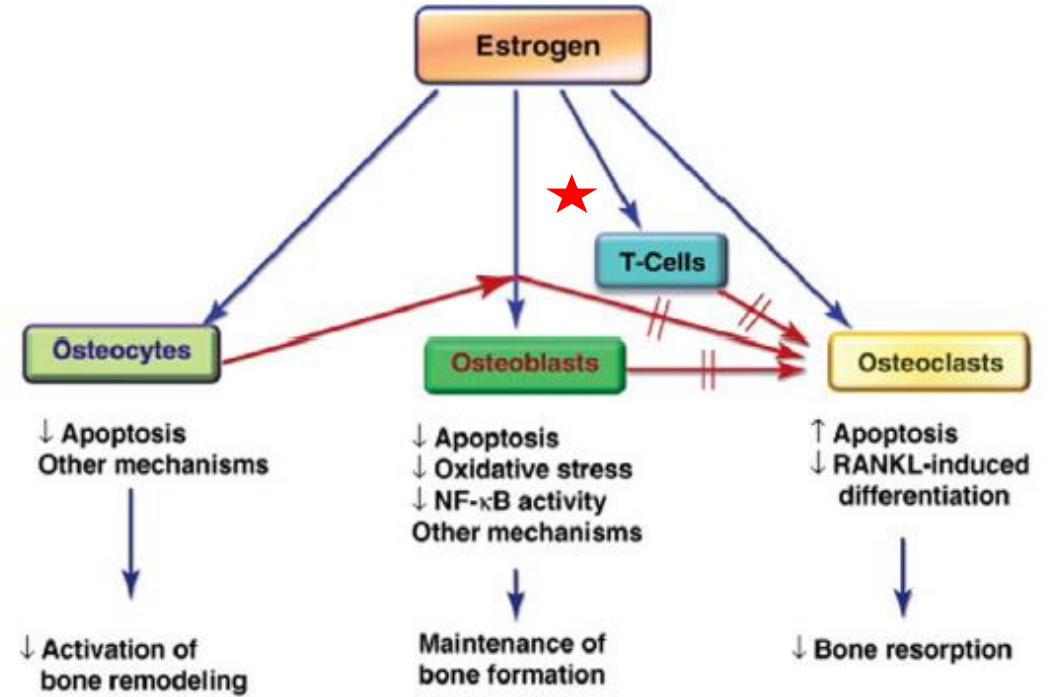 Estrogen
T-Cells
Osteocytes
Osteoblasts
Osteoclasts
↓ Apoptosis
Other mechanisms
↓ Activation of
bone remodeling
↓ Apoptosis
↓ Oxidative stress
↓ NF-κB activity
Other mechanisms
Maintenance of
bone formation
↑ Apoptosis
↓ RANKL-induced
differentiation
↓ Bone resorption